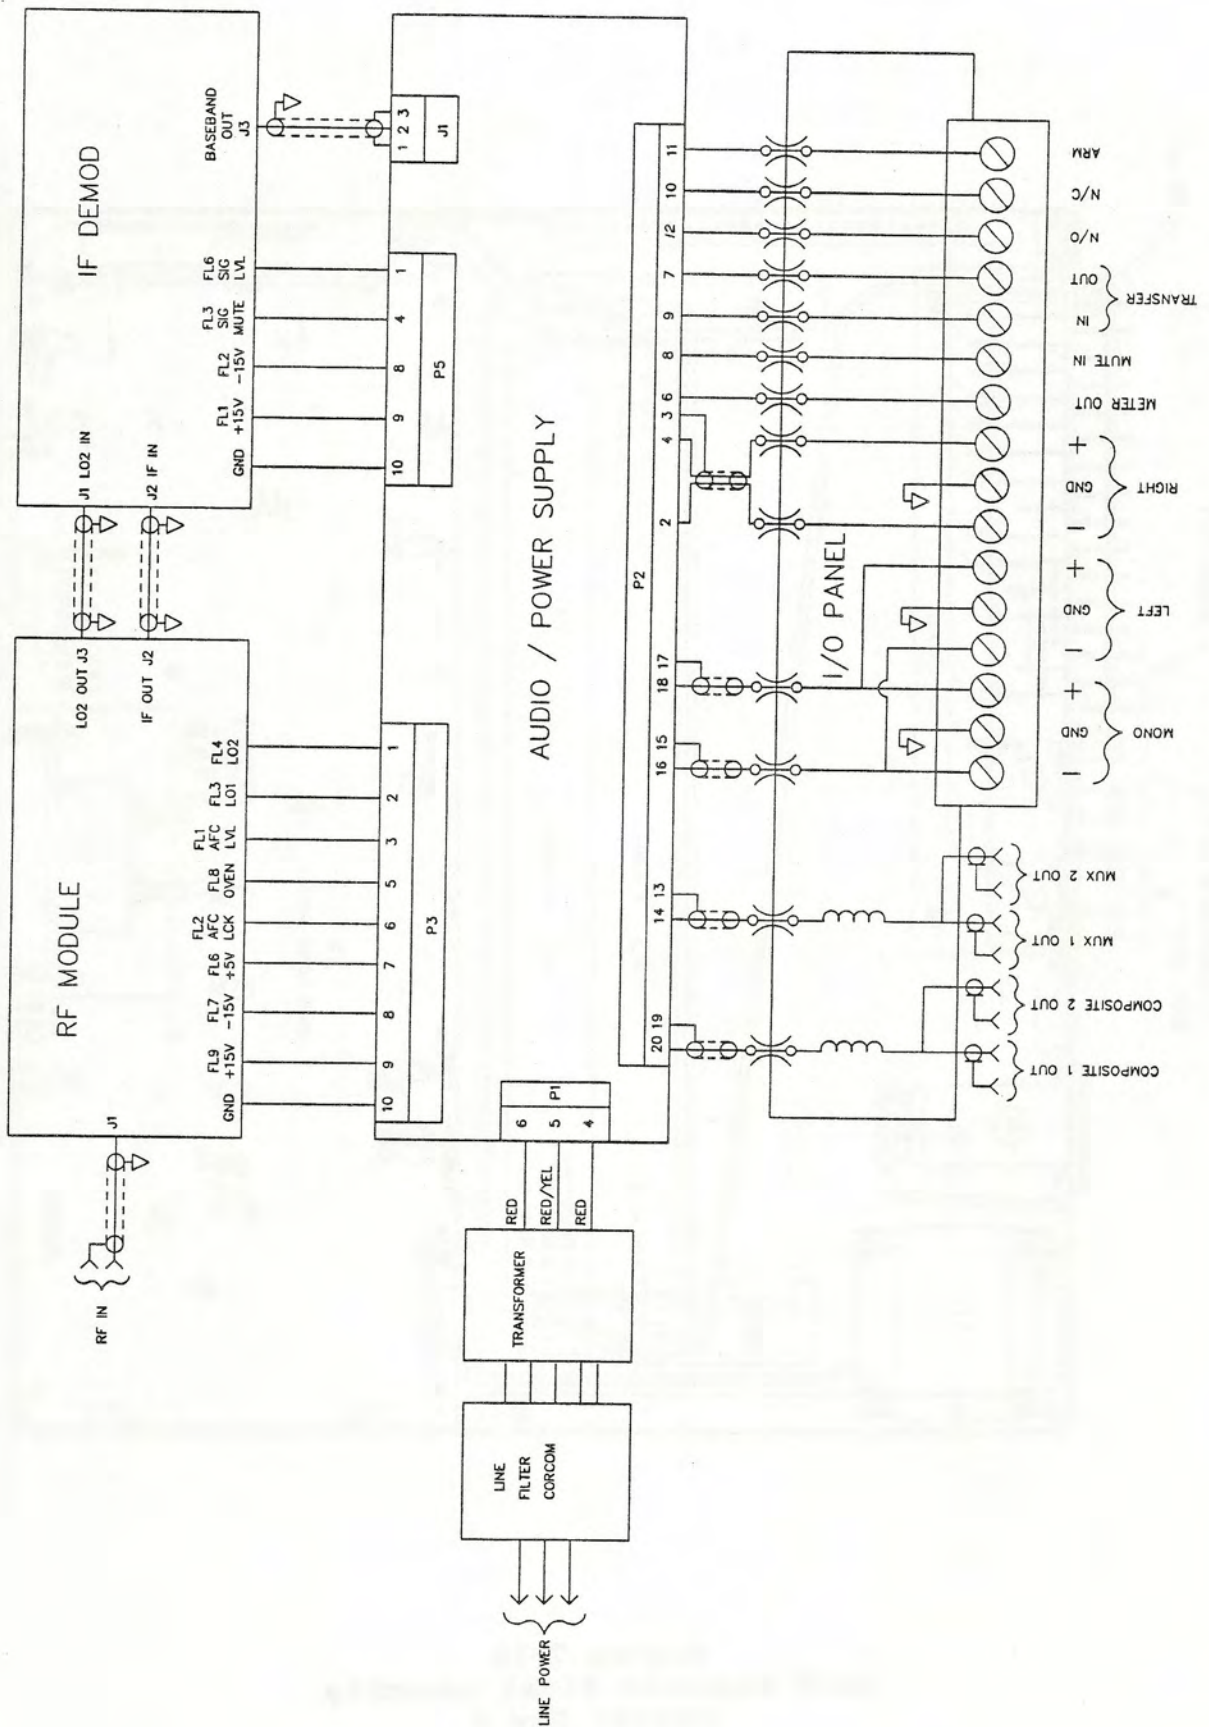 IF DEMOD
BASEBAND
OUT
J3
FL6
SIG
LVL
FL3
SIG
MUTE
FL2
-15V
FL1
+15V
GND
J1 LO2 IN
J2 IF IN
LO2 OUT J3
IF OUT J2
RF MODULE
FL4
LO2
FL3
LO1
FL1
AFC
LVL
FL8
OVEN
FL2
AFC
LCK
FL6
+5V
FL7
-15V
FL9
+15V
GND
J1
RF IN
AUDIO / POWER SUPPLY
1 2 3
J1
1
4
8
9
10
P5
1
2
3
5
6
7
8
9
10
P3
P1
6
5
4
RED
RED/YEL
RED
TRANSFORMER
LINE
FILTER
CORCOM
LINE POWER
P2
11
10
12
7
9
8
6
3
4
2
17
18
15
16
13
14
19
20
I/O PANEL
ARM
N/C
N/O
OUT
IN
TRANSFER
MUTE IN
METER OUT
+
GND
-
RIGHT
+
GND
-
LEFT
+
GND
-
MONO
MUX 2 OUT
MUX 1 OUT
COMPOSITE 2 OUT
COMPOSITE 1 OUT